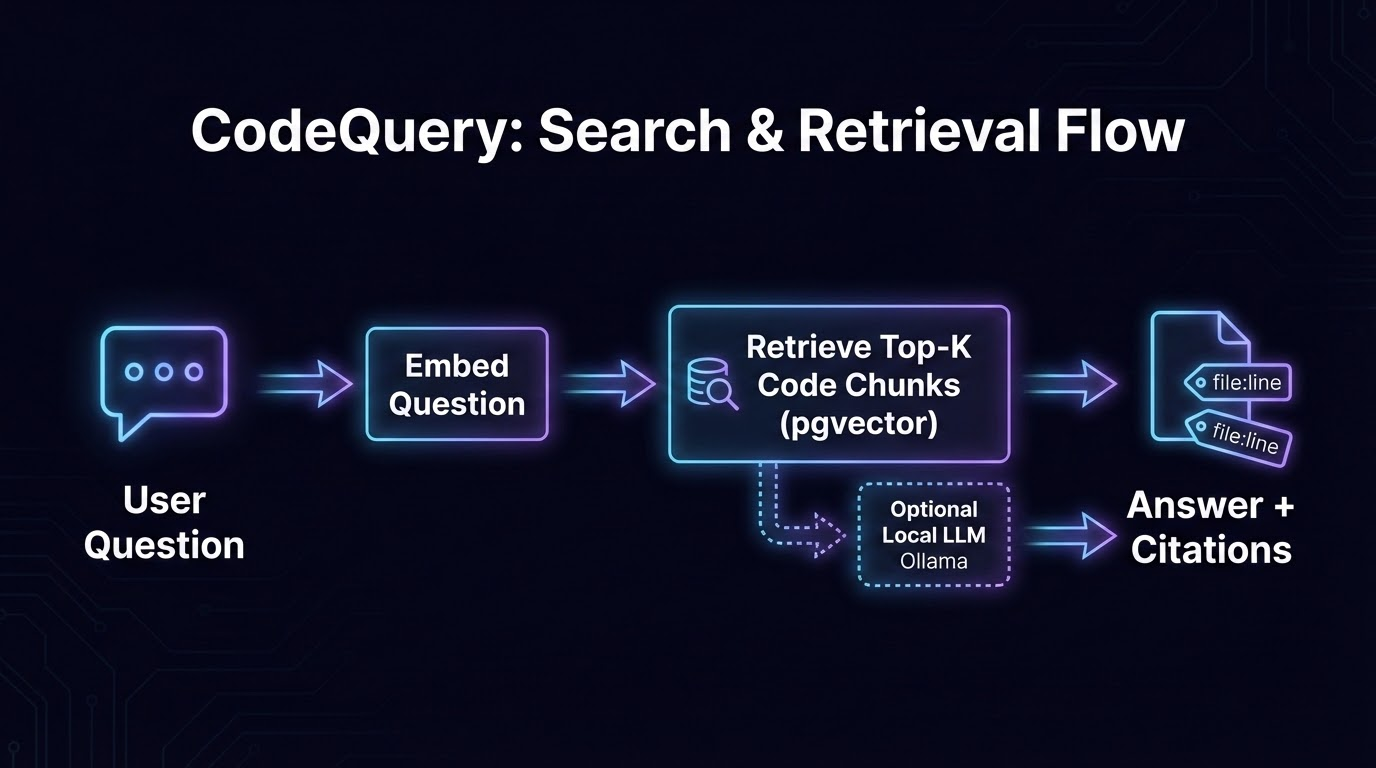 CodeQuery: Search & Retrieval Flow
User
Question
Embed
Question
Retrieve Top-K
Code Chunks
(pgvector)
Optional
Local LLM
Ollama
file:line
file:line
Answer +
Citations